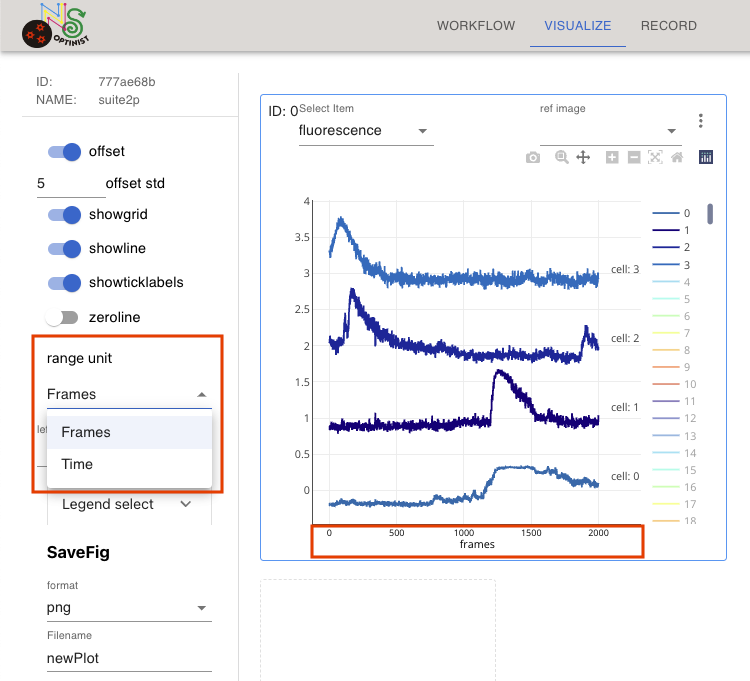 NS
OPTINIST
WORKFLOW VISUALIZE RECORD
ID: 777ae68b
NAME: suite2p
offset
5 offset std
showgrid
showline
showticklabels
zeroline
range unit
Frames
Frames
Time
Legend select
SaveFig
format
png
Filename
newPlot
ID: 0 Select Item ref image
fluorescence
4
3.5
3
2.5
2
1.5
1
0.5
0
cell: 3
cell: 2
cell: 1
cell: 0
0 500 1000 1500 2000
frames
0
1
2
3
4
5
6
7
8
9
10
11
12
13
14
15
16
17
18